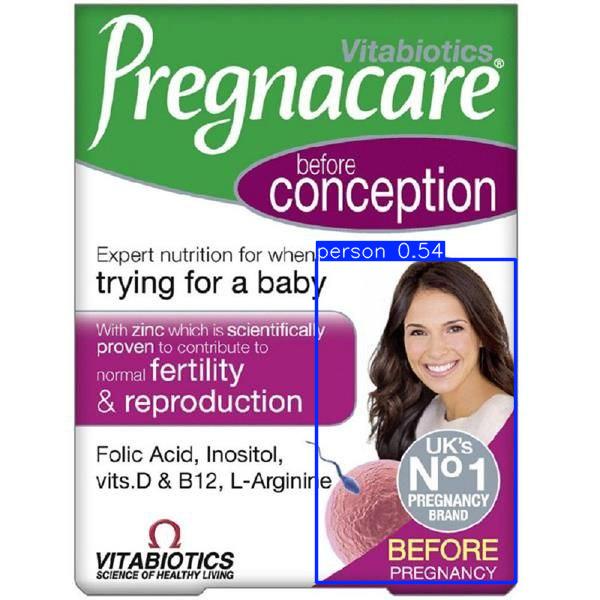 Vitabiotics
Pregnacare®
before
conception
Expert nutrition for when
trying for a baby
person 0.54
With zinc which is scientifically
proven to contribute to
normal fertility
& reproduction
Folic Acid, Inositol,
vits.D & B12, L-Arginine
UK's
Nº1
PREGNANCY
BRAND
BEFORE
PREGNANCY
VITABIOTICS
SCIENCE OF HEALTHY LIVING